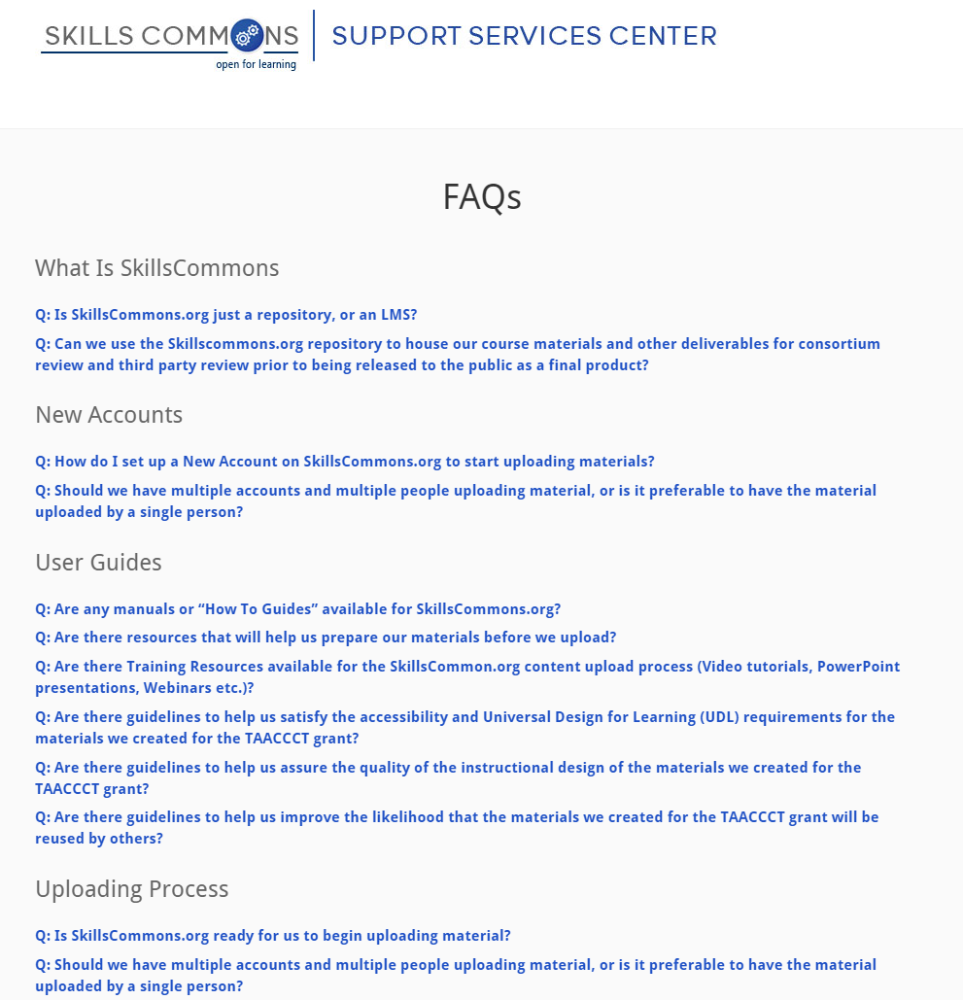 SKILLS COMMONS
open for learning
SUPPORT SERVICES CENTER
FAQs
What Is SkillsCommons
Q: Is SkillsCommons.org just a repository, or an LMS?
Q: Can we use the Skillscommons.org repository to house our course materials and other deliverables for consortium
review and third party review prior to being released to the public as a final product?
New Accounts
Q: How do I set up a New Account on SkillsCommons.org to start uploading materials?
Q: Should we have multiple accounts and multiple people uploading material, or is it preferable to have the material
uploaded by a single person?
User Guides
Q: Are any manuals or “How To Guides” available for SkillsCommons.org?
Q: Are there resources that will help us prepare our materials before we upload?
Q: Are there Training Resources available for the SkillsCommon.org content upload process (Video tutorials, PowerPoint
presentations, Webinars etc.)?
Q: Are there guidelines to help us satisfy the accessibility and Universal Design for Learning (UDL) requirements for the
materials we created for the TAACCCT grant?
Q: Are there guidelines to help us assure the quality of the instructional design of the materials we created for the
TAACCCT grant?
Q: Are there guidelines to help us improve the likelihood that the materials we created for the TAACCCT grant will be
reused by others?
Uploading Process
Q: Is SkillsCommons.org ready for us to begin uploading material?
Q: Should we have multiple accounts and multiple people uploading material, or is it preferable to have the material
uploaded by a single person?